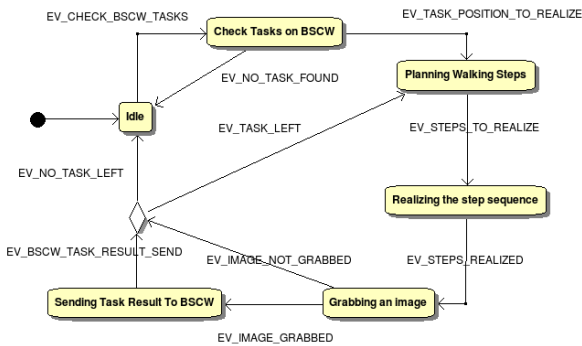 EV_CHECK_BSCW_TASKS
EV_TASK_POSITION_TO_REALIZE
Check Tasks on BSCW
EV_NO_TASK_FOUND
Planning Walking Steps
Idle
EV_TASK_LEFT
EV_STEPS_TO_REALIZE
EV_NO_TASK_LEFT
Realizing the step sequence
EV_BSCW_TASK_RESULT_SEND
EV_IMAGE_NOT_GRABBED
EV_STEPS_REALIZED
Sending Task Result To BSCW
Grabbing an image
EV_IMAGE_GRABBED